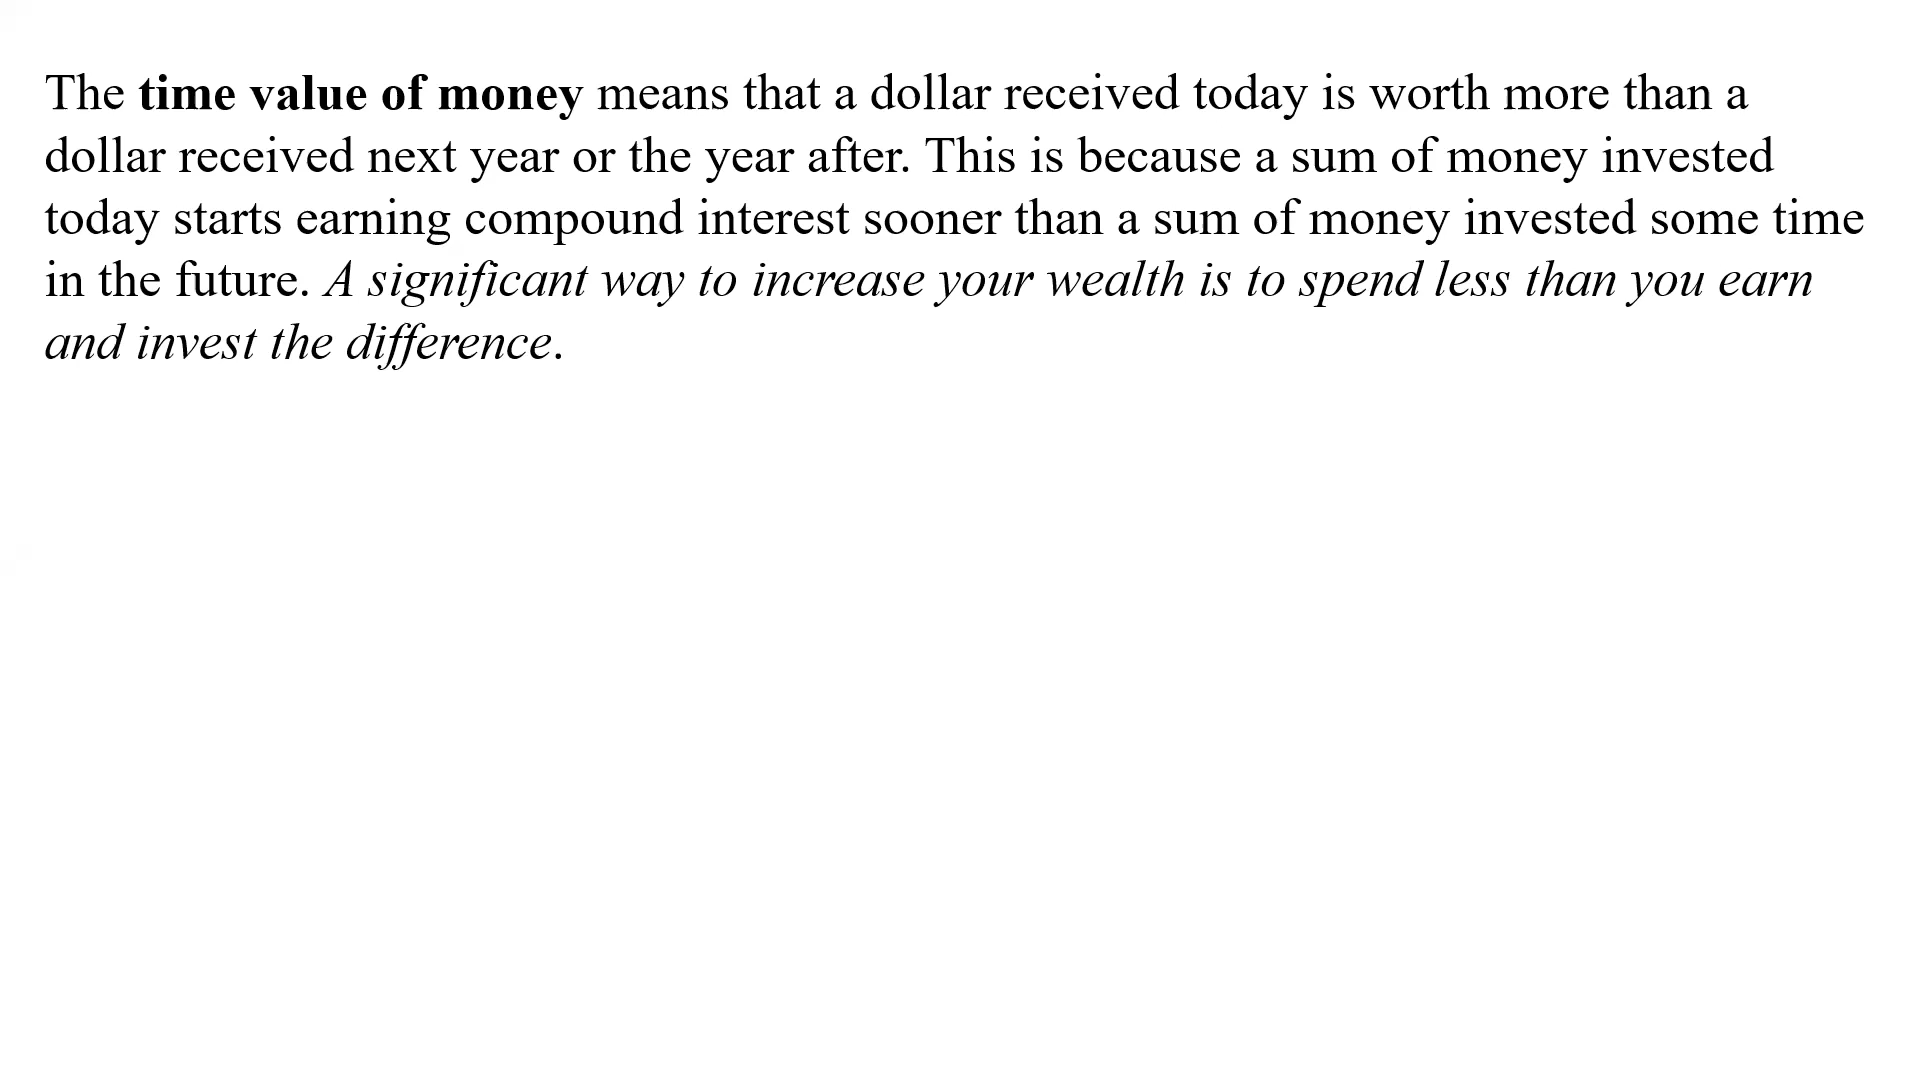 The time value of money means that a dollar received today is worth more than a
dollar received next year or the year after. This is because a sum of money invested
today starts earning compound interest sooner than a sum of money invested some time
in the future. A significant way to increase your wealth is to spend less than you earn
and invest the difference.